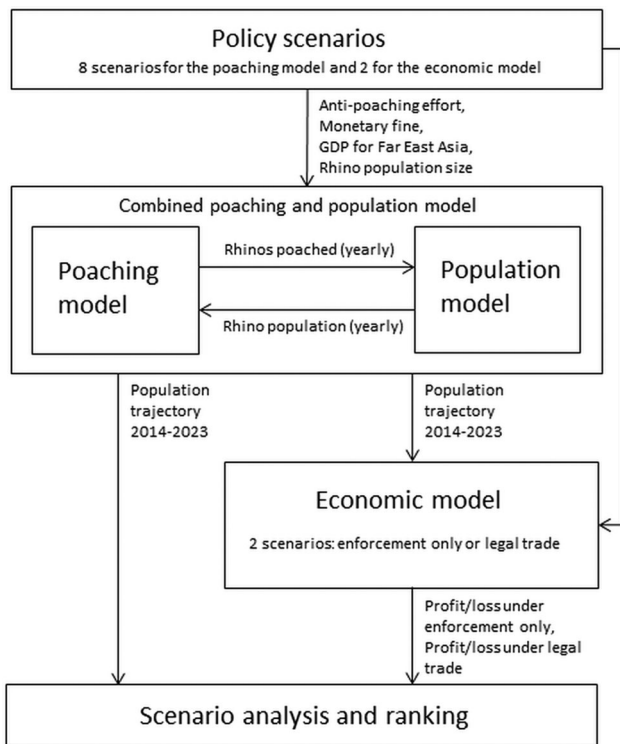 Policy scenarios
8 scenarios for the poaching model and 2 for the economic model
Anti-poaching effort,
Monetary fine,
GDP for Far East Asia,
Rhino population size
Combined poaching and population model
Poaching
model
Rhinos poached (yearly)
Rhino population (yearly)
Population
model
Population
trajectory
2014-2023
Population
trajectory
2014-2023
Economic model
2 scenarios: enforcement only or legal trade
Profit/loss under
enforcement only,
Profit/loss under legal
trade
Scenario analysis and ranking